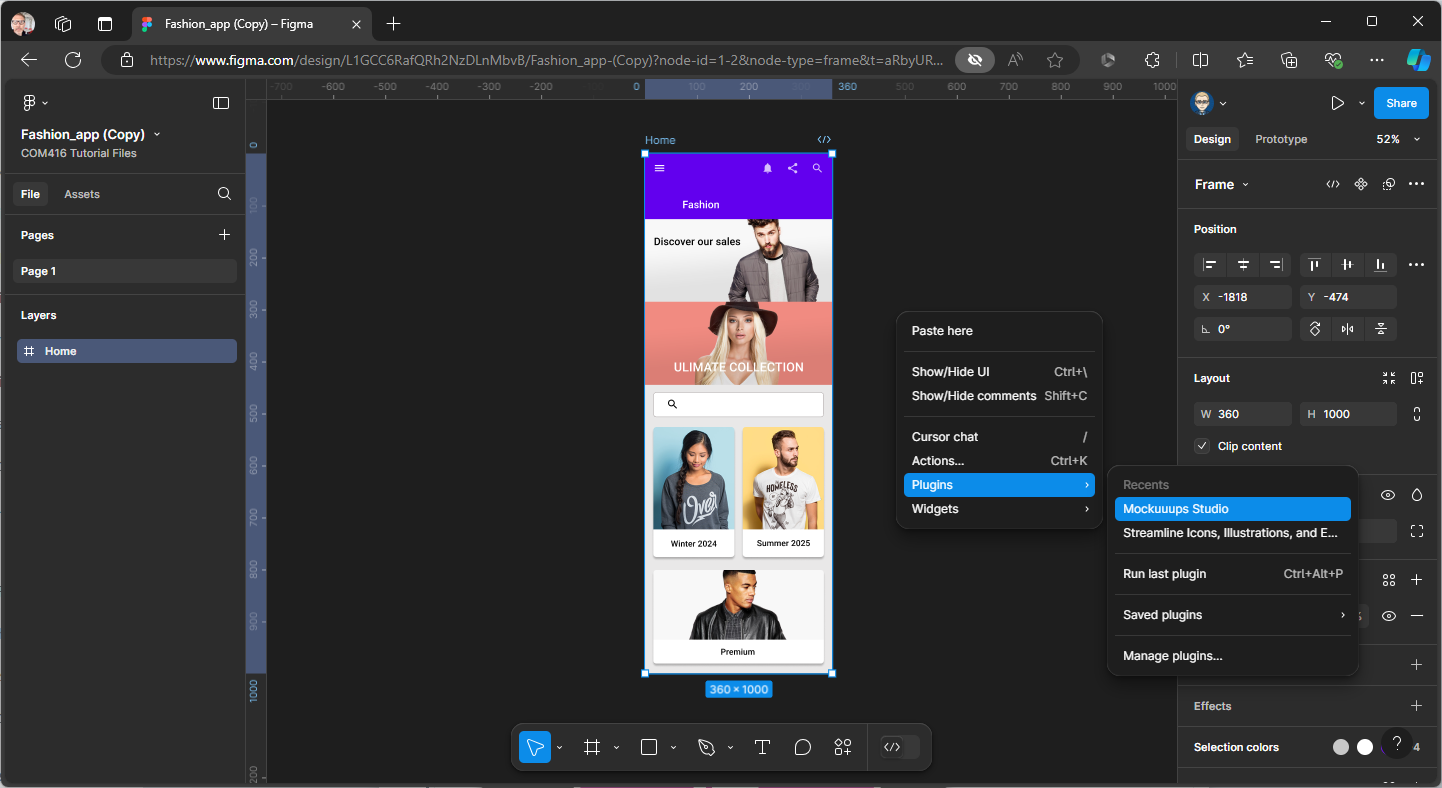 Fashion_app (Copy) – Figma
https://www.figma.com/design/L1GCC6RafQRh2NzDLnMbvB/Fashion_app-(Copy)?node-id=1-2&node-type=frame&t=aRbyUR...
Fashion_app (Copy)
COM416 Tutorial Files
File Assets
Pages
Page 1
Layers
Home
-700 -600 -500 -400 -300 -200 0 100 200 300 360 500 600 700 800 900 1000
0
100
200
300
400
500
600
700
800
900
1000
200
Home
Fashion
Discover our sales
ULIMATE COLLECTION
Over
HOMELESS
Winter 2024 Summer 2025
Premium
360 × 1000
Paste here
Show/Hide UI Ctrl+\
Show/Hide comments Shift+C
Cursor chat /
Actions... Ctrl+K
Plugins
Widgets
Recents
Mockuuups Studio
Streamline Icons, Illustrations, and E...
Run last plugin Ctrl+Alt+P
Saved plugins
Manage plugins...
Share
Design Prototype 52%
Frame
Position
X -1818 Y -474
0°
Layout
W 360 H 1000
Clip content
Effects
Selection colors ? 4